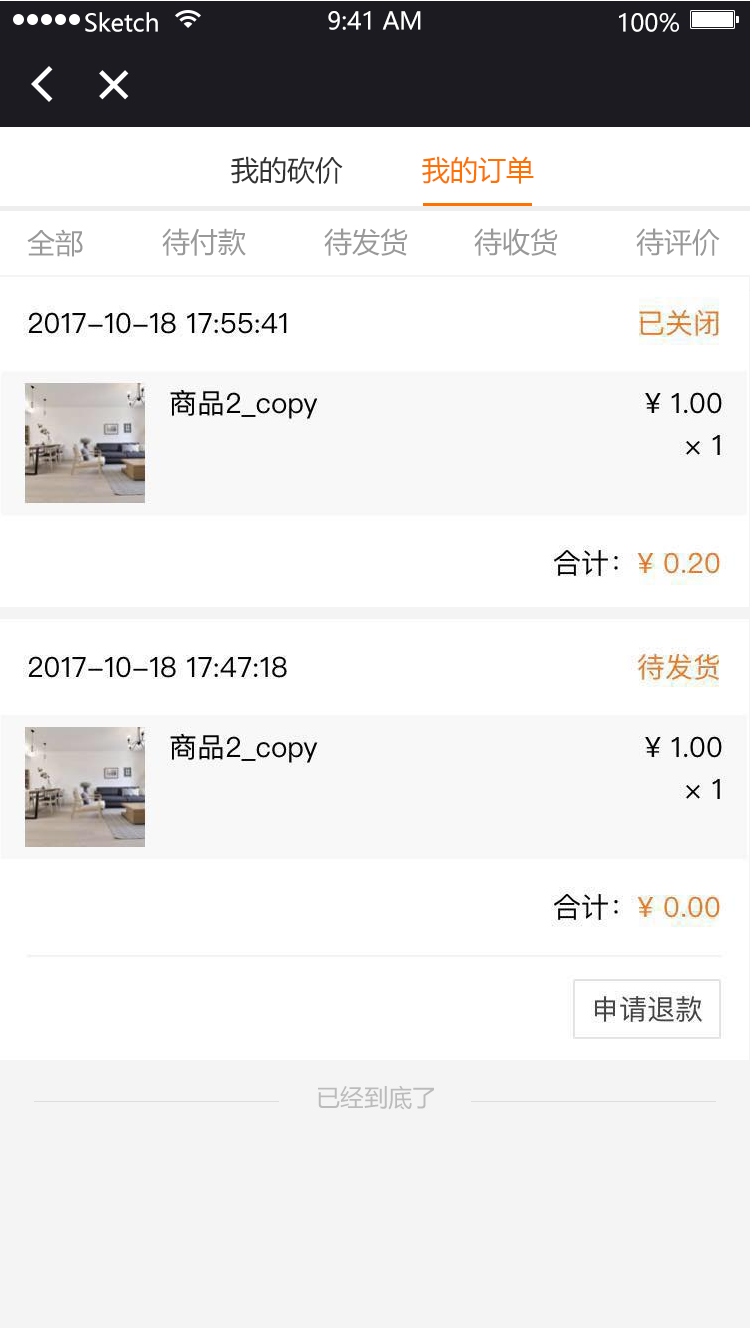 Sketch 9:41 AM 100%
我的砍价 我的订单
全部 待付款 待发货 待收货 待评价
2017-10-18 17:55:41 已关闭
商品2_copy ¥ 1.00
× 1
合计：¥ 0.20
2017-10-18 17:47:18 待发货
商品2_copy ¥ 1.00
× 1
合计：¥ 0.00
申请退款
已经到底了